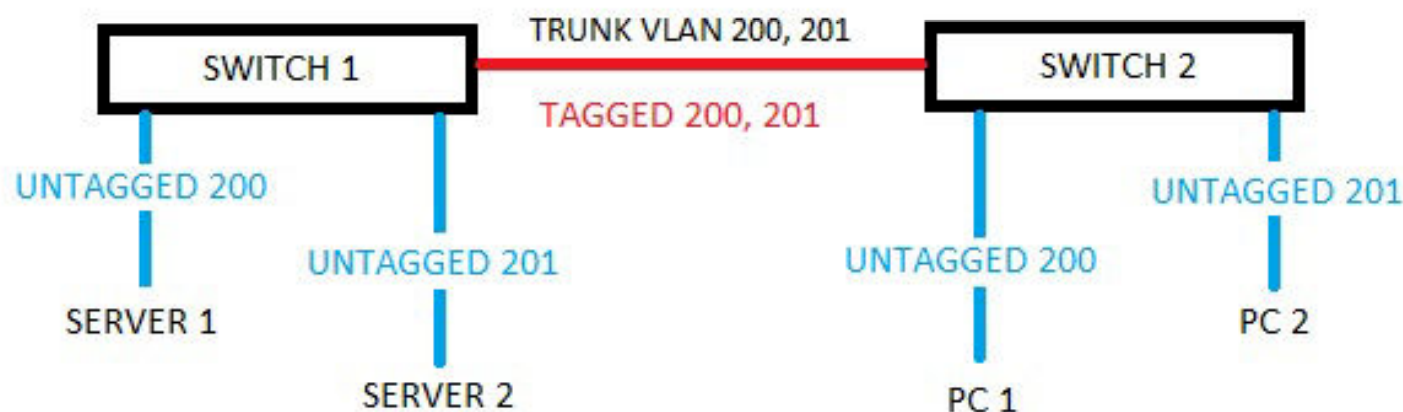 TRUNK VLAN 200, 201
SWITCH 1
SWITCH 2
TAGGED 200, 201
UNTAGGED 200
UNTAGGED 201
UNTAGGED 201
UNTAGGED 200
SERVER 1
PC 2
SERVER 2
PC 1